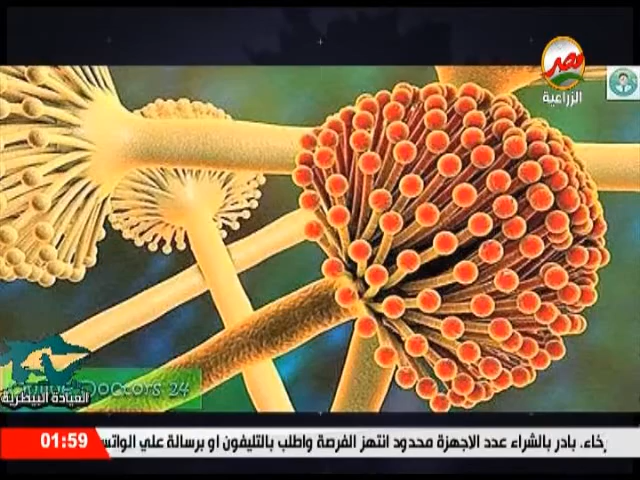 مصر
الزراعية
Doctors 24
العيادة البيطرية
01:59
رخاء. بادر بالشراء عدد الاجهزة محدود انتهز الفرصة واطلب بالتليفون او برسالة علي الواتس